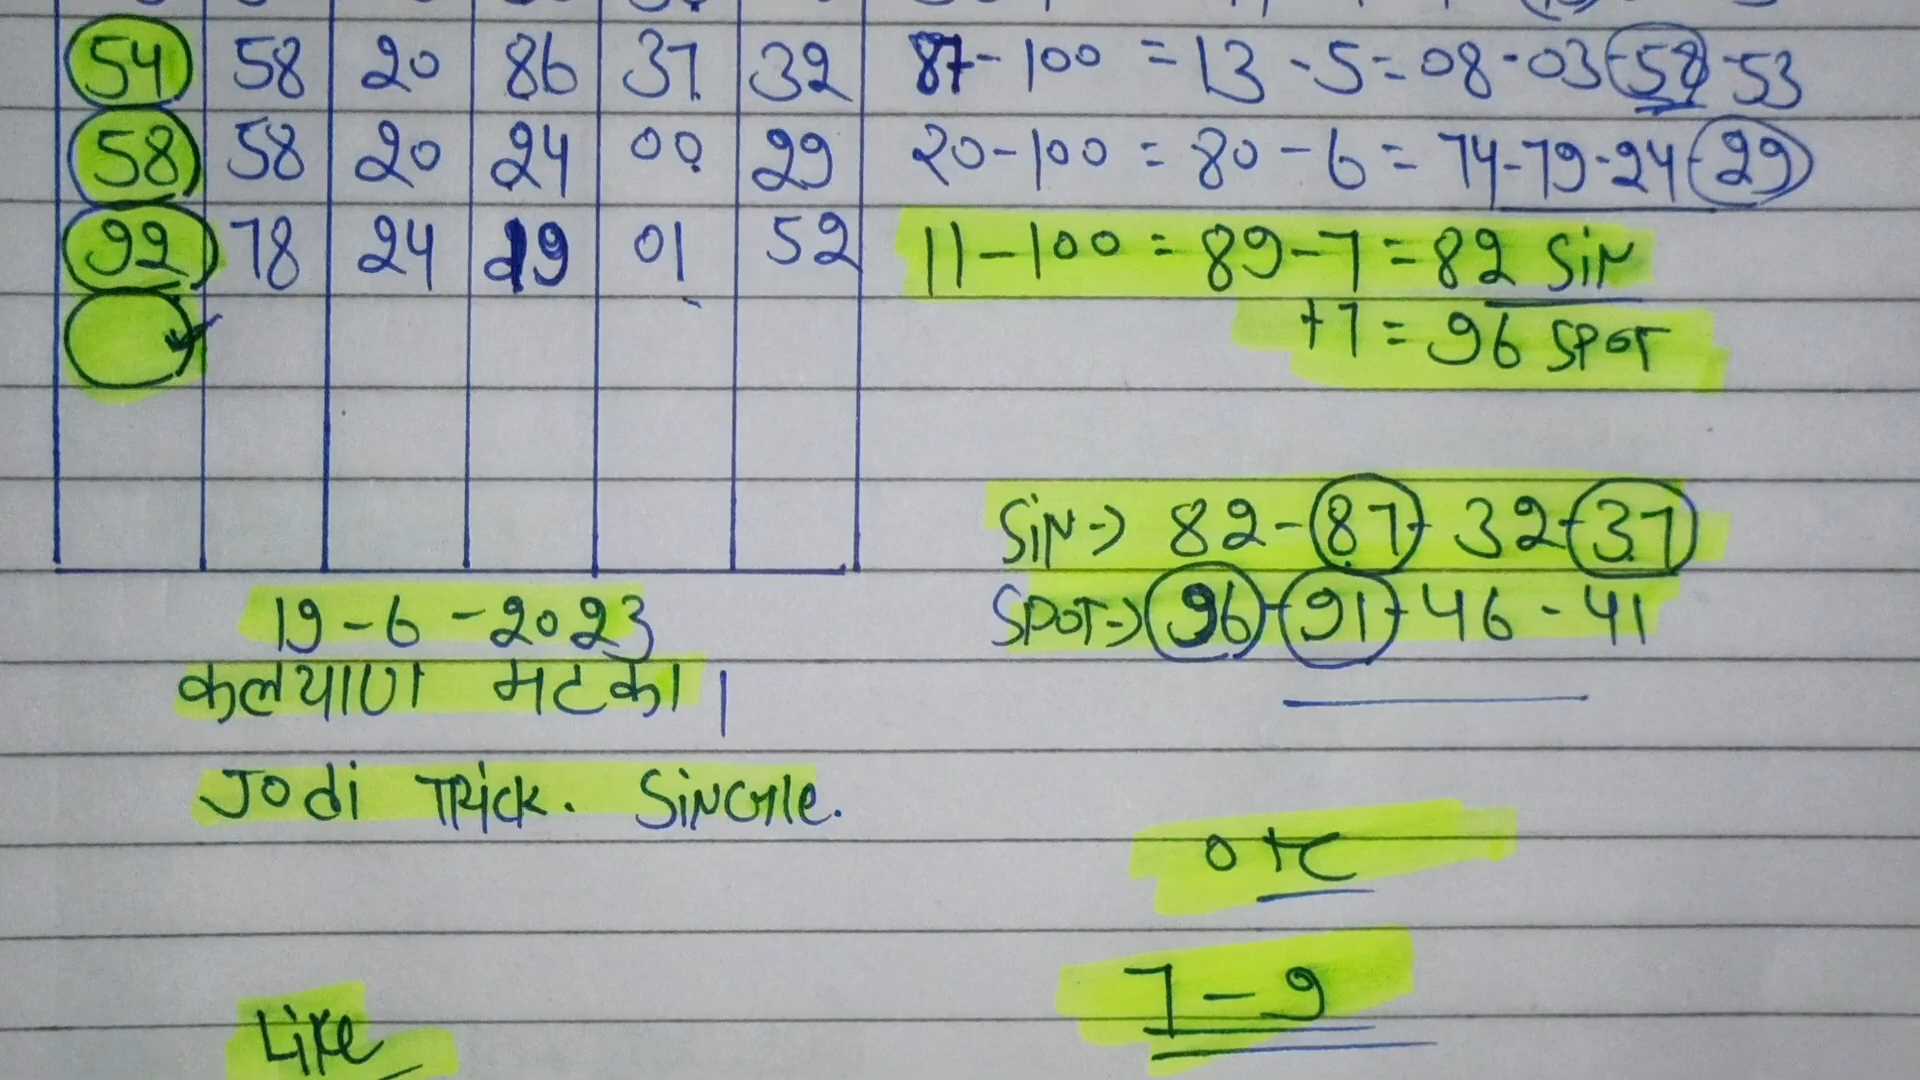 54 58 20 86 37 32 87-100 = 13 -5= 08-03-58-53
58 58 20 24 00 29 20-100 = 80-6= 74-79-24-29
92 78 24 19 01 52 11-100 = 89-7=82 SiN
+7= 96 SPOT
SiN-> 82-87-32-37
SPOT-> 96-91-46-41
19-6-2023
कल्याण मटका।
Jodi TRick. SiNGle.
OTC
7-9
Like